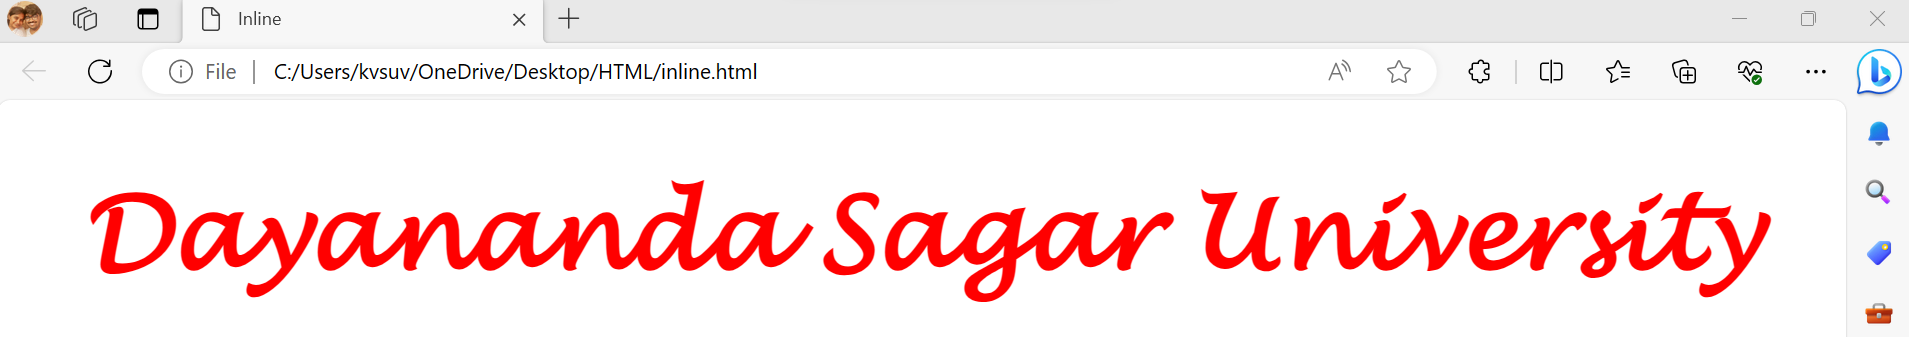 Inline
File C:/Users/kvsuv/OneDrive/Desktop/HTML/inline.html
Dayananda Sagar University